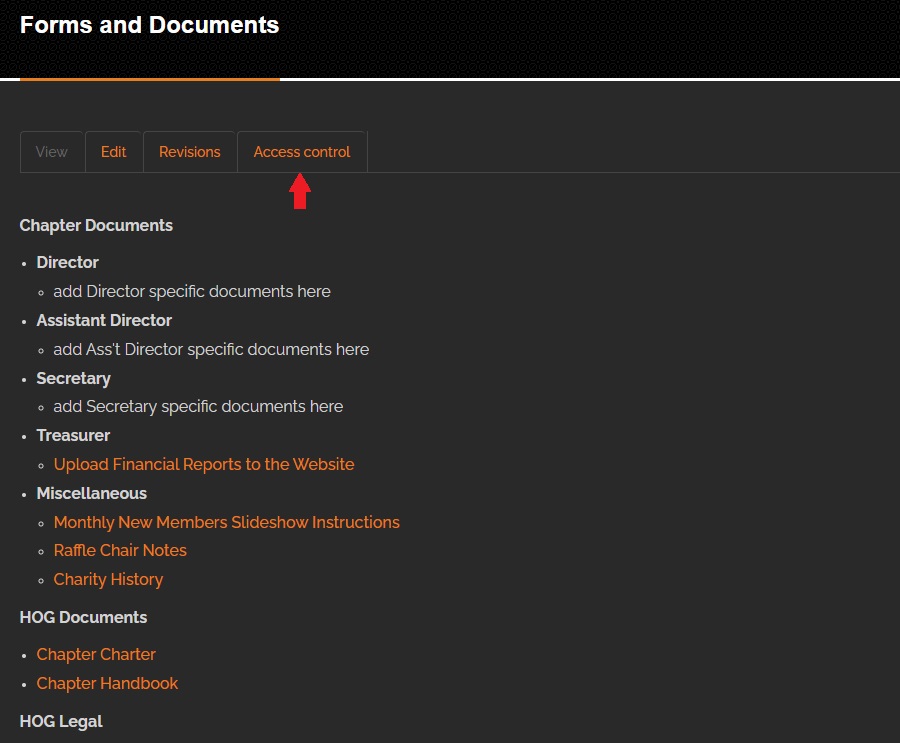 Forms and Documents
View Edit Revisions Access control
Chapter Documents
Director
add Director specific documents here
Assistant Director
add Ass't Director specific documents here
Secretary
add Secretary specific documents here
Treasurer
Upload Financial Reports to the Website
Miscellaneous
Monthly New Members Slideshow Instructions
Raffle Chair Notes
Charity History
HOG Documents
Chapter Charter
Chapter Handbook
HOG Legal